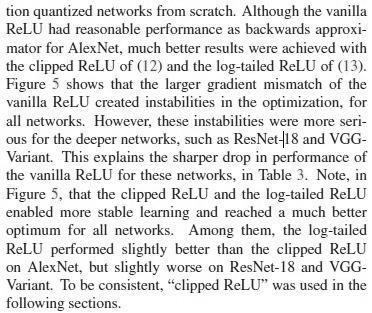 tion quantized networks from scratch. Although the vanilla
ReLU had reasonable performance as backwards approxi-
mator for AlexNet, much better results were achieved with
the clipped ReLU of (12) and the log-tailed ReLU of (13).
Figure 5 shows that the larger gradient mismatch of the
vanilla ReLU created instabilities in the optimization, for
all networks. However, these instabilities were more seri-
ous for the deeper networks, such as ResNet-18 and VGG-
Variant. This explains the sharper drop in performance of
the vanilla ReLU for these networks, in Table 3. Note, in
Figure 5, that the clipped ReLU and the log-tailed ReLU
enabled more stable learning and reached a much better
optimum for all networks. Among them, the log-tailed
ReLU performed slightly better than the clipped ReLU
on AlexNet, but slightly worse on ResNet-18 and VGG-
Variant. To be consistent, “clipped ReLU” was used in the
following sections.